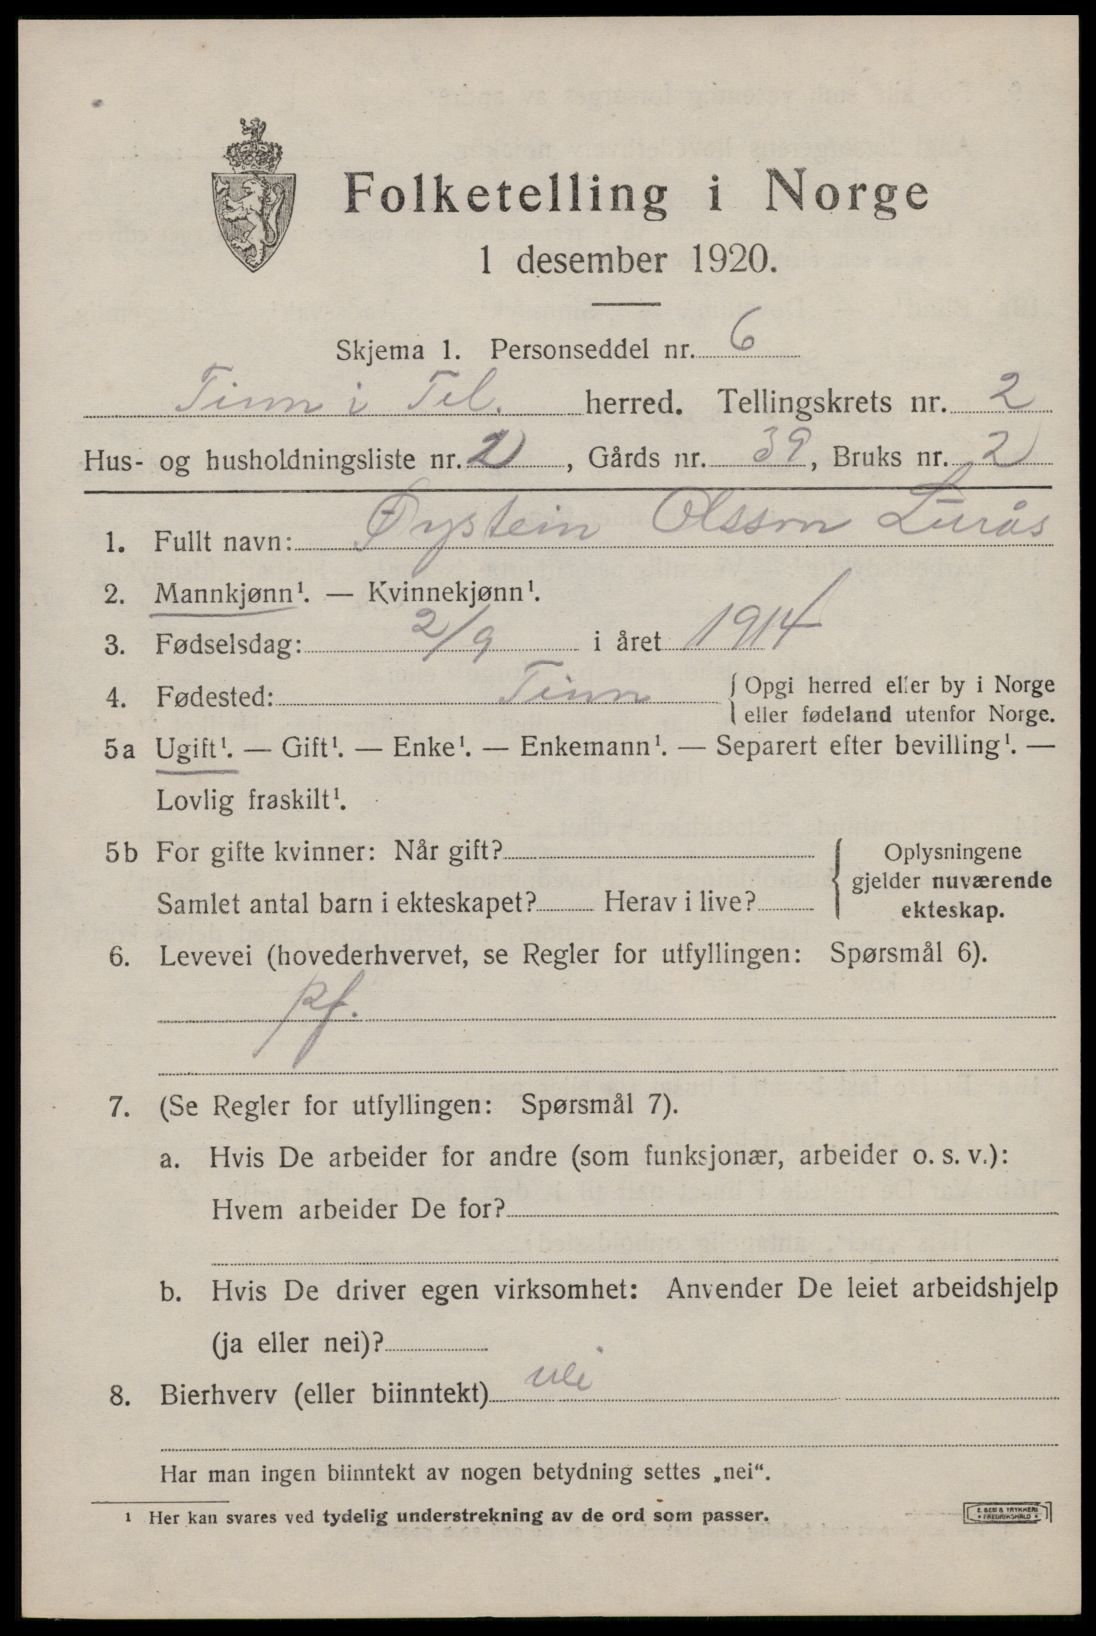 Folketelling i Norge
1 desember 1920.
Skjema 1. Personseddel nr. 6
Tinn i Tel. herred. Tellingskrets nr. 2
Hus- og husholdningsliste nr. 2, Gårds nr. 39, Bruks nr. 2
1. Fullt navn: Øystein Olsson Lurås
2. Mannkjønn¹. — Kvinnekjønn¹.
3. Fødselsdag: 2/9 i året 1914
4. Fødested: Tinn { Opgi herred eller by i Norge
eller fødeland utenfor Norge.
5a Ugift¹. — Gift¹. — Enke¹. — Enkemann¹. — Separert efter bevilling¹. —
Lovlig fraskilt¹.
5b For gifte kvinner: Når gift? { Oplysningene
gjelder nuværende
Samlet antal barn i ekteskapet? Herav i live?
ekteskap.
6. Levevei (hovederhvervet, se Regler for utfyllingen: Spørsmål 6).
pf.
7. (Se Regler for utfyllingen: Spørsmål 7).
a. Hvis De arbeider for andre (som funksjonær, arbeider o. s. v.):
Hvem arbeider De for?
b. Hvis De driver egen virksomhet: Anvender De leiet arbeidshjelp
(ja eller nei)?
8. Bierhverv (eller biinntekt) nei
Har man ingen biinntekt av nogen betydning settes „nei“.
¹ Her kan svares ved tydelig understrekning av de ord som passer.
E. SEM & TRYKKERI
FREDRIKSHALD